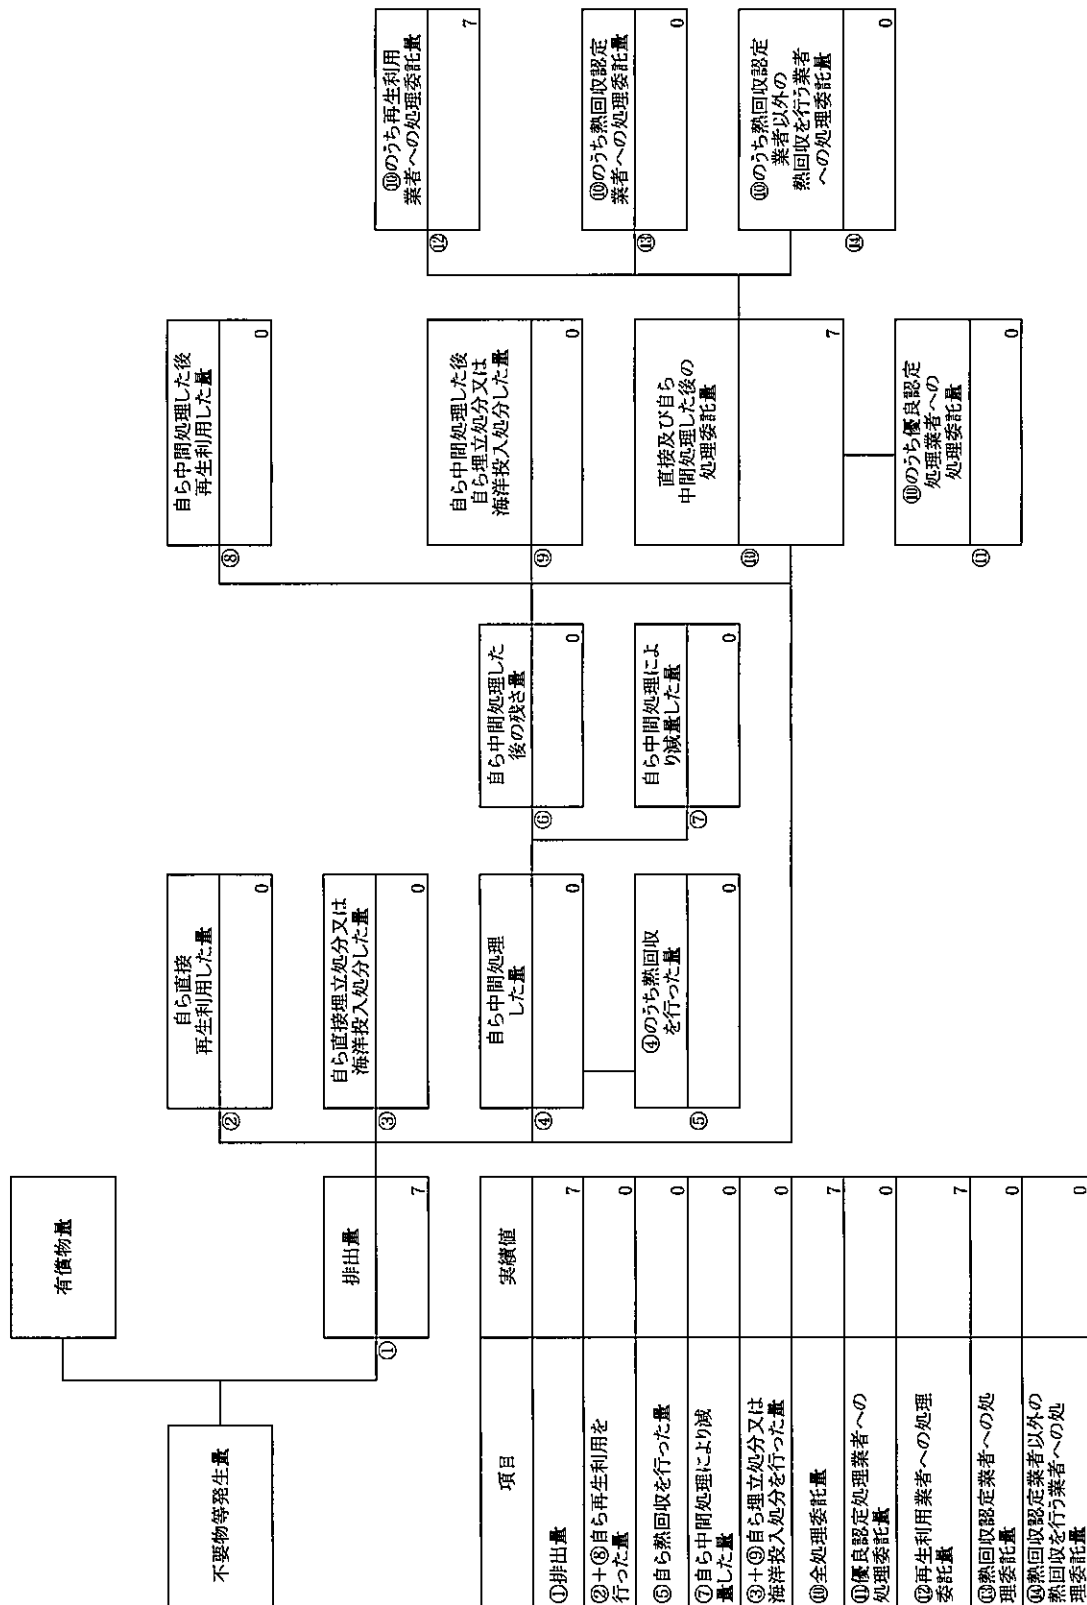 不要物等発生量
有償物量
排出量
①
7
自ら直接
再生利用した量
②
0
自ら直接埋立処分又は
海洋投入処分した量
③
0
自ら中間処理
した量
④
0
④のうち熱回収
を行った量
⑤
0
自ら中間処理した
後の残さ量
⑥
0
自ら中間処理によ
り減量した量
⑦
0
自ら中間処理した後
再生利用した量
⑧
0
自ら中間処理した後
自ら埋立処分又は
海洋投入処分した量
⑨
0
直接及び自ら
中間処理した後の
処理委託量
⑩
7
⑩のうち優良認定
処理業者への
処理委託量
⑪
0
⑩のうち再生利用
業者への処理委託量
⑫
7
⑩のうち熱回収認定
業者への処理委託量
⑬
0
⑩のうち熱回収認定
業者以外の
熱回収を行う業者
への処理委託量
⑭
0
項目
実績値
①排出量
7
②+⑧自ら再生利用を
行った量
0
⑤自ら熱回収を行った量
0
⑦自ら中間処理により減
量した量
0
③+⑨自ら埋立処分又は
海洋投入処分を行った量
0
⑩全処理委託量
7
⑪優良認定処理業者への
処理委託量
0
⑫再生利用業者への処理
委託量
7
⑬熱回収認定業者への処
理委託量
0
⑭熱回収認定業者以外の
熱回収を行う業者への処
理委託量
0